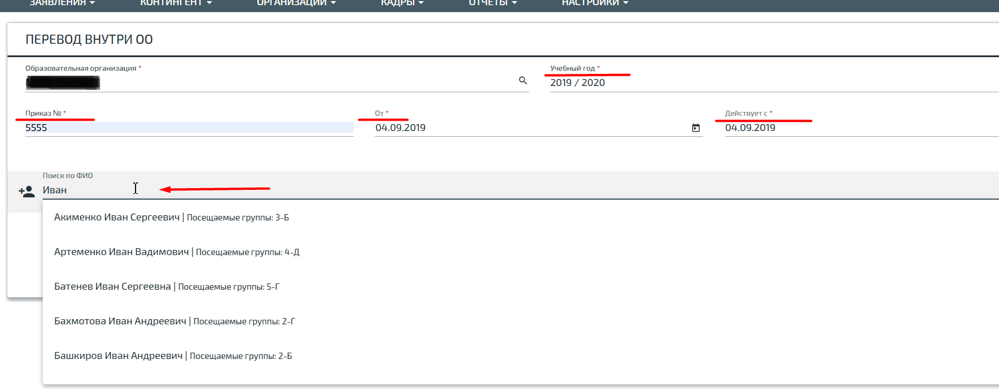 ЗАЯВЛЕНИЯ КОНТИНГЕНТ ОРГАНИЗАЦИИ КАДРЫ ОТЧЕТЫ НАСТРОЙКИ
ПЕРЕВОД ВНУТРИ ОО
Образовательная организация * Учебный год *
2019 / 2020
Приказ № * От * Действует с *
5555 04.09.2019 04.09.2019
Поиск по ФИО
Иван
Акименко Иван Сергеевич | Посещаемые группы: 3-Б
Артеменко Иван Вадимович | Посещаемые группы: 4-Д
Батенев Иван Сергеевна | Посещаемые группы: 5-Г
Бахмотова Иван Андреевич | Посещаемые группы: 2-Г
Башкиров Иван Андреевич | Посещаемые группы: 2-Б